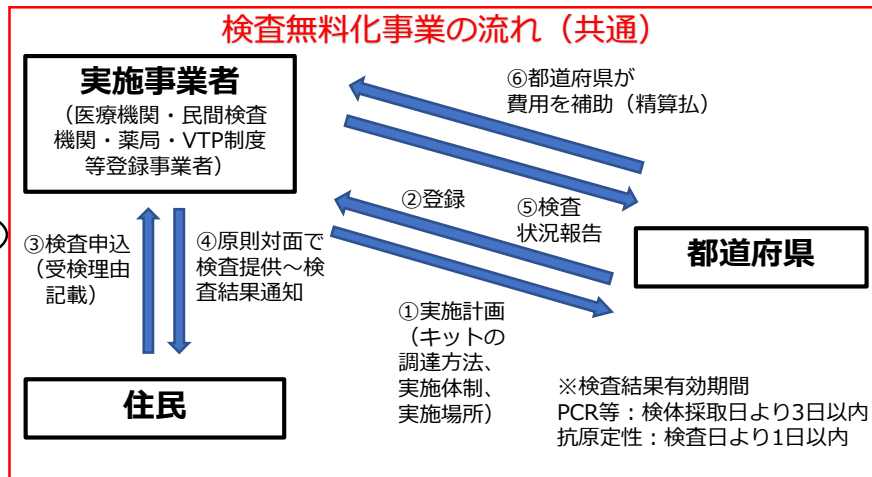 検査無料化事業の流れ（共通）
実施事業者
（医療機関・民間検査
機関・薬局・VTP制度
等登録事業者）
⑥都道府県が
費用を補助（精算払）
②登録
⑤検査
状況報告
都道府県
③検査申込
（受検理由
記載）
④原則対面で
検査提供～検
査結果通知
①実施計画
（キットの
調達方法、
実施体制、
実施場所）
住民
※検査結果有効期間
PCR等：検体採取日より3日以内
抗原定性：検査日より1日以内